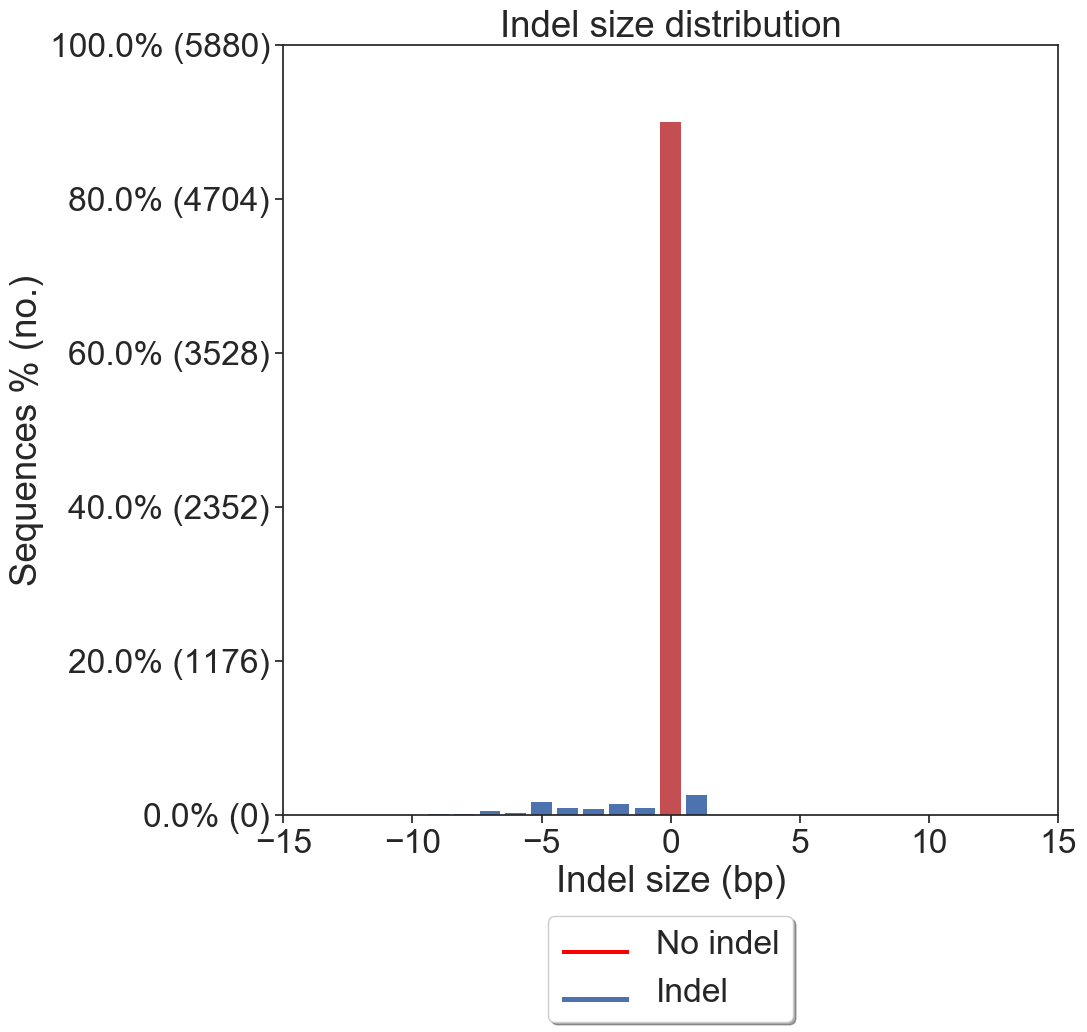 Indel size distribution
100.0% (5880)
80.0% (4704)
60.0% (3528)
40.0% (2352)
20.0% (1176)
0.0% (0)
Sequences % (no.)
−15 −10 −5 0 5 10 15
Indel size (bp)
No indel
Indel